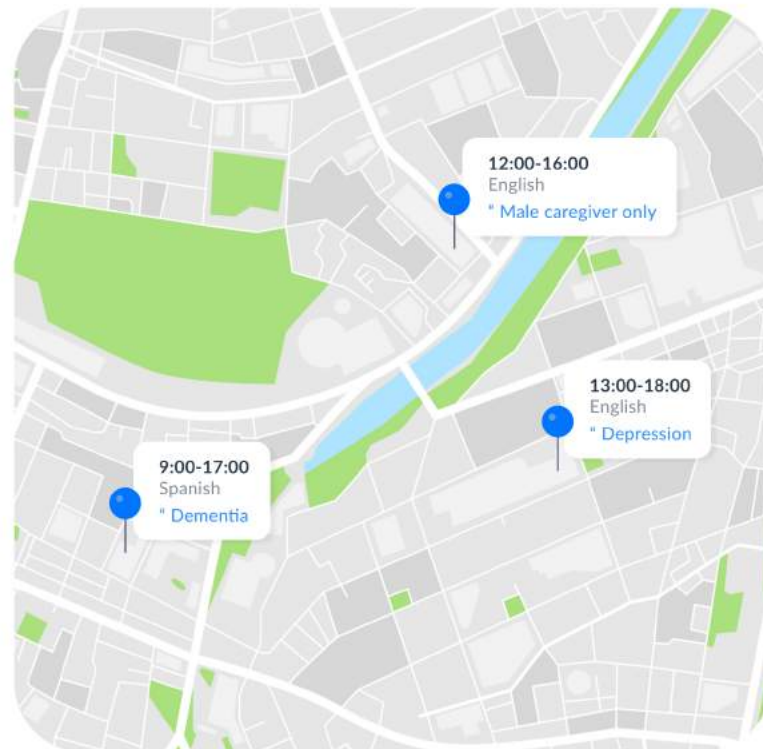 12:00-16:00
English
“ Male caregiver only
13:00-18:00
English
“ Depression
9:00-17:00
Spanish
“ Dementia